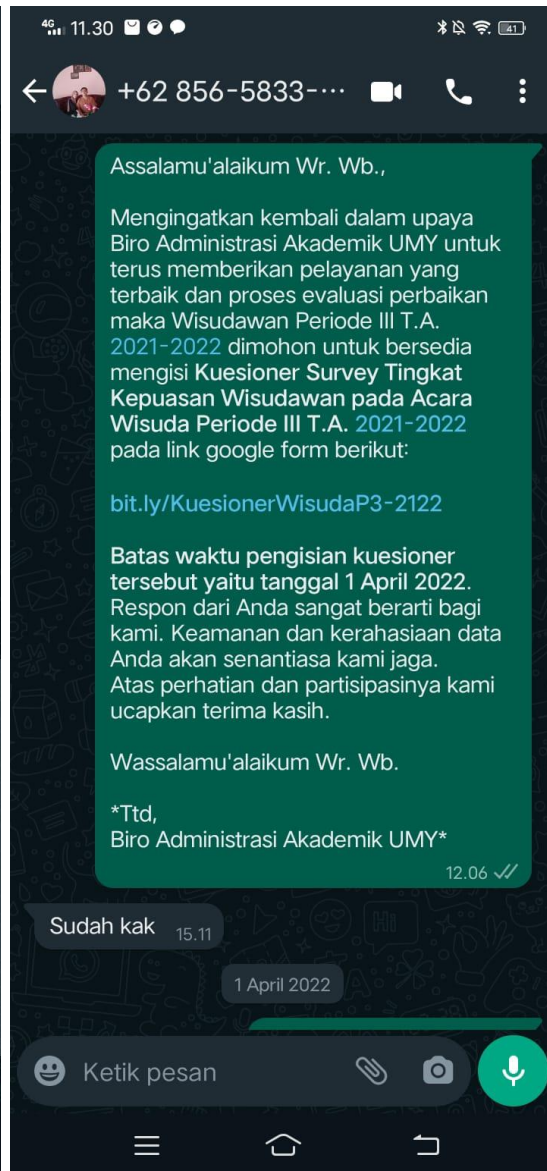 4G 11.30 41
+62 856-5833-...
Assalamu'alaikum Wr. Wb.,
Mengingatkan kembali dalam upaya
Biro Administrasi Akademik UMY untuk
terus memberikan pelayanan yang
terbaik dan proses evaluasi perbaikan
maka Wisudawan Periode III T.A.
2021-2022 dimohon untuk bersedia
mengisi Kuesioner Survey Tingkat
Kepuasan Wisudawan pada Acara
Wisuda Periode III T.A. 2021-2022
pada link google form berikut:
bit.ly/KuesionerWisudaP3-2122
Batas waktu pengisian kuesioner
tersebut yaitu tanggal 1 April 2022.
Respon dari Anda sangat berarti bagi
kami. Keamanan dan kerahasiaan data
Anda akan senantiasa kami jaga.
Atas perhatian dan partisipasinya kami
ucapkan terima kasih.
Wassalamu'alaikum Wr. Wb.
*Ttd,
Biro Administrasi Akademik UMY*
12.06
Sudah kak 15.11
1 April 2022
Ketik pesan